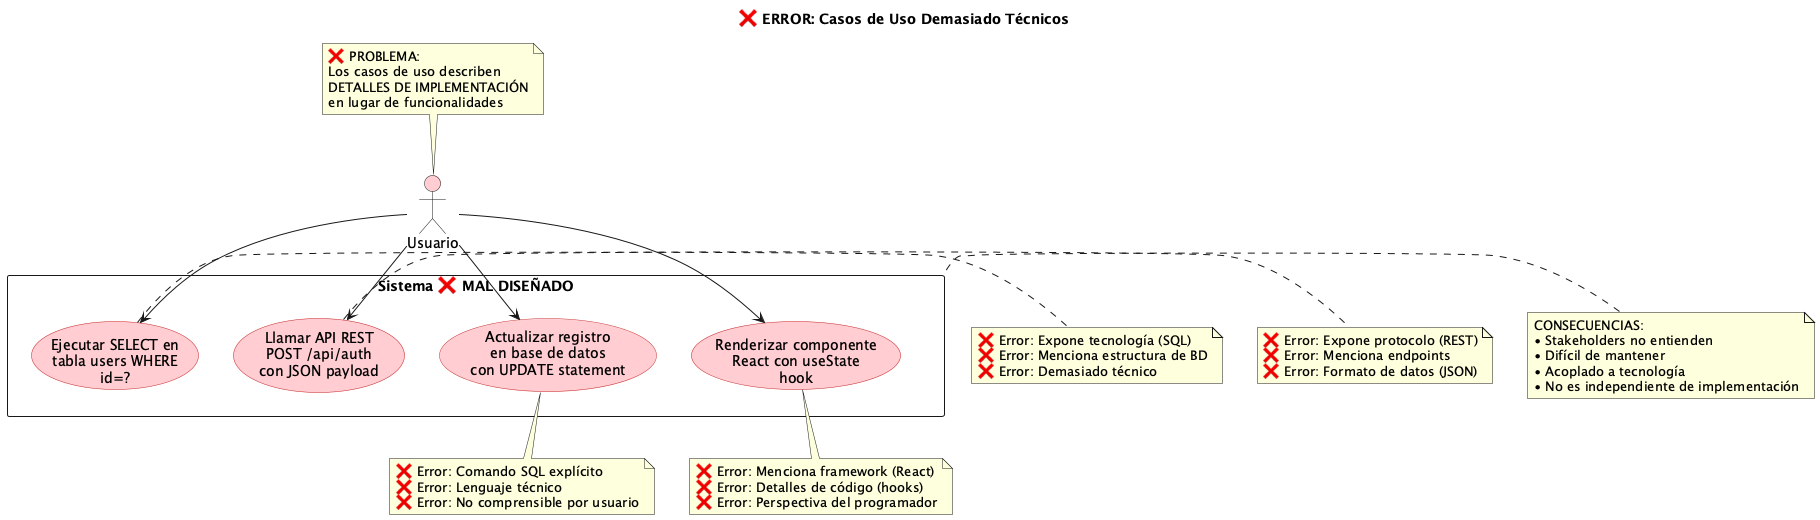 ❌ ERROR: Casos de Uso Demasiado Técnicos
❌ PROBLEMA:
Los casos de uso describen
DETALLES DE IMPLEMENTACIÓN
en lugar de funcionalidades
Usuario
Sistema ❌ MAL DISEÑADO
Ejecutar SELECT en
tabla users WHERE
id=?
Llamar API REST
POST /api/auth
con JSON payload
Actualizar registro
en base de datos
con UPDATE statement
Renderizar componente
React con useState
hook
❌ Error: Expone tecnología (SQL)
❌ Error: Menciona estructura de BD
❌ Error: Demasiado técnico
❌ Error: Expone protocolo (REST)
❌ Error: Menciona endpoints
❌ Error: Formato de datos (JSON)
CONSECUENCIAS:
• Stakeholders no entienden
• Difícil de mantener
• Acoplado a tecnología
• No es independiente de implementación
❌ Error: Comando SQL explícito
❌ Error: Lenguaje técnico
❌ Error: No comprensible por usuario
❌ Error: Menciona framework (React)
❌ Error: Detalles de código (hooks)
❌ Error: Perspectiva del programador